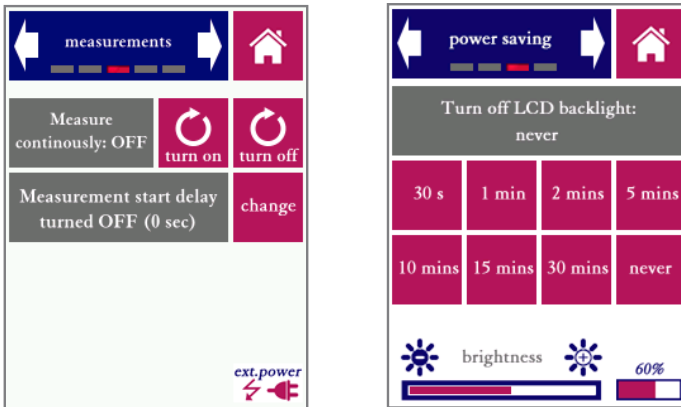 measurements
Measure
continously: OFF
turn on
turn off
Measurement start delay
turned OFF (0 sec)
change
ext.power
power saving
Turn off LCD backlight:
never
30 s
1 min
2 mins
5 mins
10 mins
15 mins
30 mins
never
brightness
60%